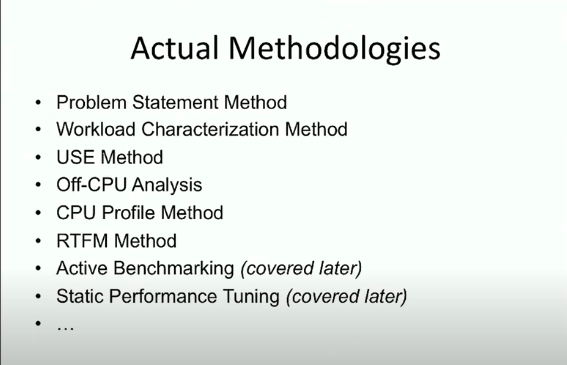 Actual Methodologies
• Problem Statement Method
• Workload Characterization Method
• USE Method
• Off-CPU Analysis
• CPU Profile Method
• RTFM Method
• Active Benchmarking (covered later)
• Static Performance Tuning (covered later)
• …